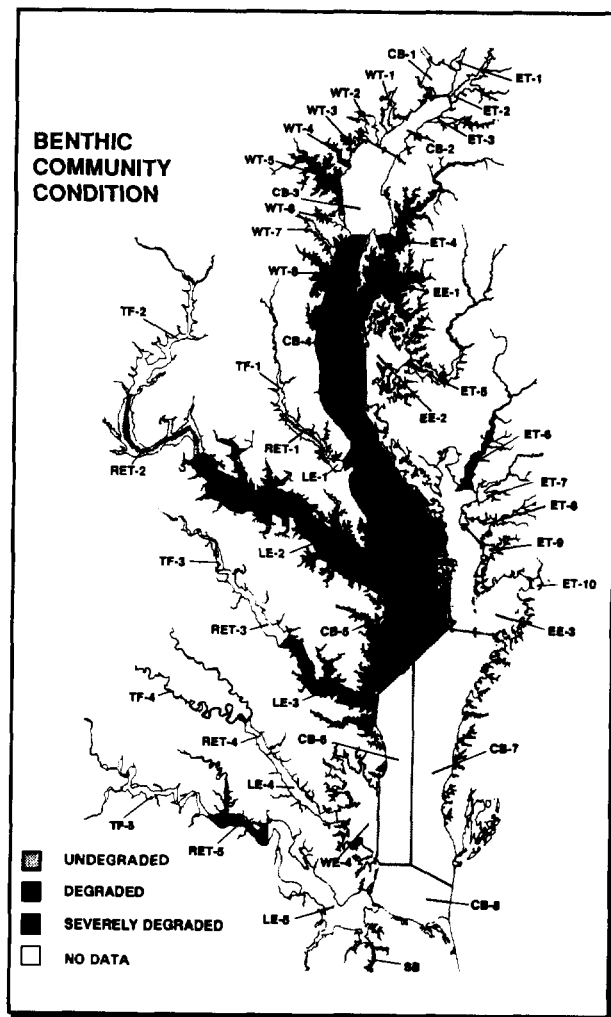 BENTHIC
COMMUNITY
CONDITION
CB-1
ET-1
WT-1
WT-2
ET-2
WT-3
ET-3
WT-4
CB-2
WT-5
CB-3
WT-6
WT-7
ET-4
WT-8
EE-1
TF-2
CB-4
TF-1
ET-5
EE-2
RET-1
ET-6
RET-2
LE-1
ET-7
ET-8
LE-2
ET-9
TF-3
ET-10
RET-3
CB-5
EE-3
LE-3
TF-4
RET-4
CB-6
CB-7
LE-4
TF-5
RET-5
WE-4
UNDEGRADED
DEGRADED
SEVERELY DEGRADED
NO DATA
LE-5
CB-8
SB